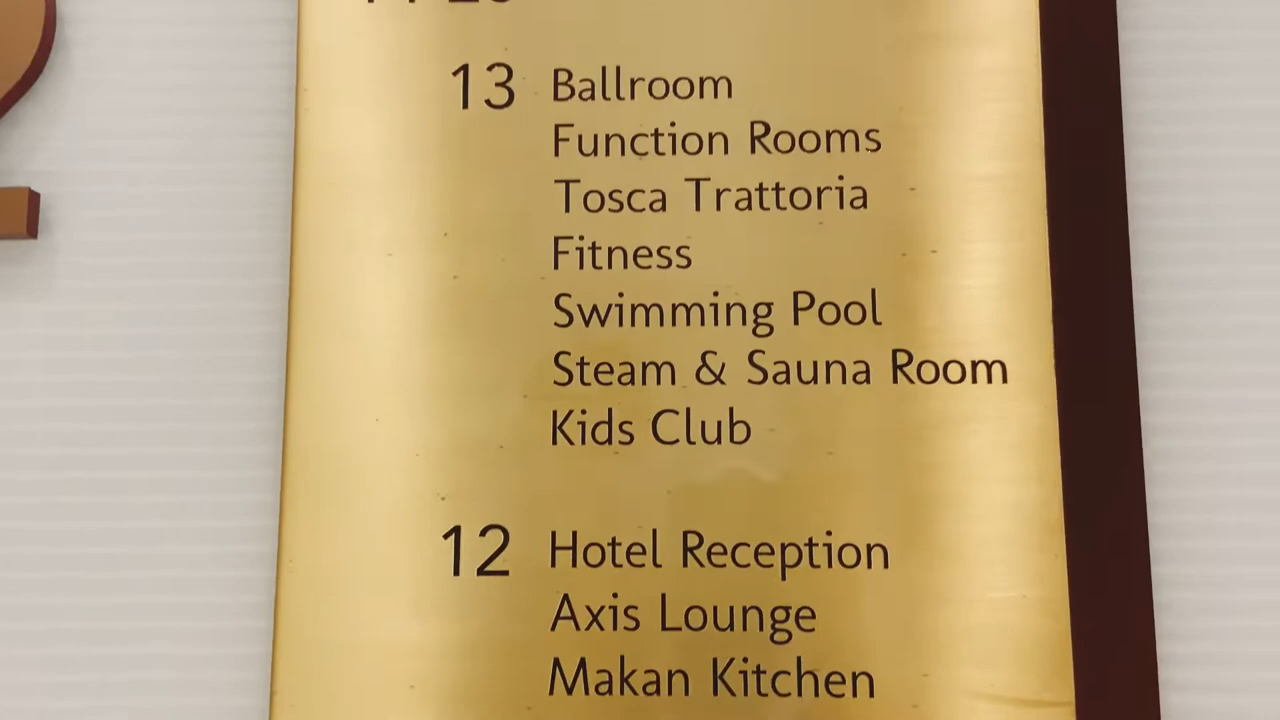 13 Ballroom
Function Rooms
Tosca Trattoria
Fitness
Swimming Pool
Steam & Sauna Room
Kids Club
12 Hotel Reception
Axis Lounge
Makan Kitchen